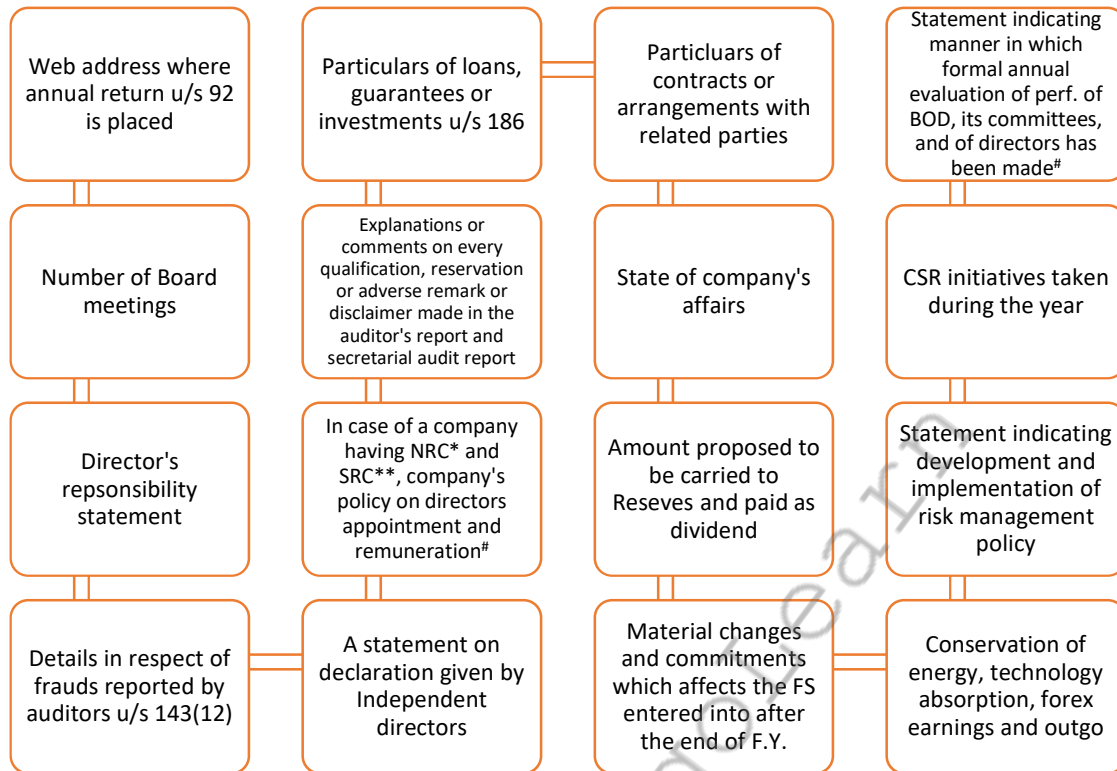 Web address where
annual return u/s 92
is placed
Number of Board
meetings
Director's
repsonsibility
statement
Details in respect of
frauds reported by
auditors u/s 143(12)
A statement on
declaration given by
Independent
directors
In case of a company
having NRC* and
SRC**, company's
policy on directors
appointment and
remuneration#
Explanations or
comments on every
qualification, reservation
or adverse remark or
disclaimer made in the
auditor's report and
secretarial audit report
Particulars of loans,
guarantees or
investments u/s 186
Particluars of
contracts or
arrangements with
related parties
State of company's
affairs
Amount proposed to
be carried to
Reseves and paid as
dividend
Material changes
and commitments
which affects the FS
entered into after
the end of F.Y.
Conservation of
energy, technology
absorption, forex
earnings and outgo
Statement indicating
development and
implementation of
risk management
policy
CSR initiatives taken
during the year
Statement indicating
manner in which
formal annual
evaluation of perf. of
BOD, its committees,
and of directors has
been made#
goLearn